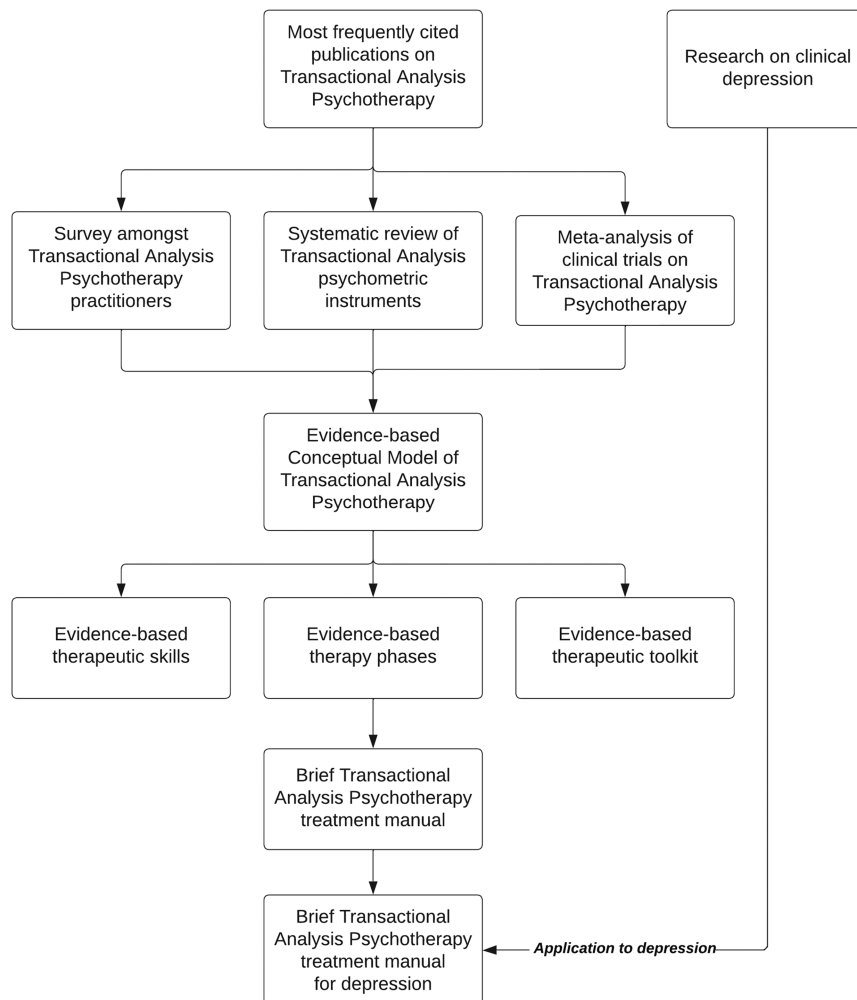 Most frequently cited
publications on
Transactional Analysis
Psychotherapy
Research on clinical
depression
Survey amongst
Transactional Analysis
Psychotherapy
practitioners
Systematic review of
Transactional Analysis
psychometric
instruments
Meta-analysis of
clinical trials on
Transactional Analysis
Psychotherapy
Evidence-based
Conceptual Model of
Transactional Analysis
Psychotherapy
Evidence-based
therapeutic skills
Evidence-based
therapy phases
Evidence-based
therapeutic toolkit
Brief Transactional
Analysis Psychotherapy
treatment manual
Brief Transactional
Analysis Psychotherapy
treatment manual
for depression
Application to depression